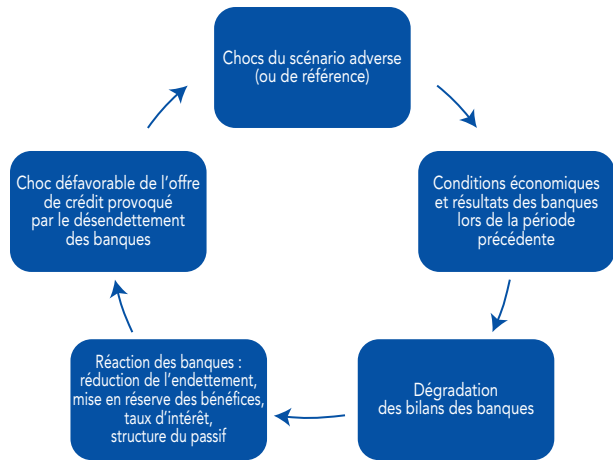 Chocs du scénario adverse
(ou de référence)
Conditions économiques
et résultats des banques
lors de la période
précédente
Dégradation
des bilans des banques
Réaction des banques :
réduction de l'endettement,
mise en réserve des bénéfices,
taux d'intérêt,
structure du passif
Choc défavorable de l'offre
de crédit provoqué
par le désendettement
des banques